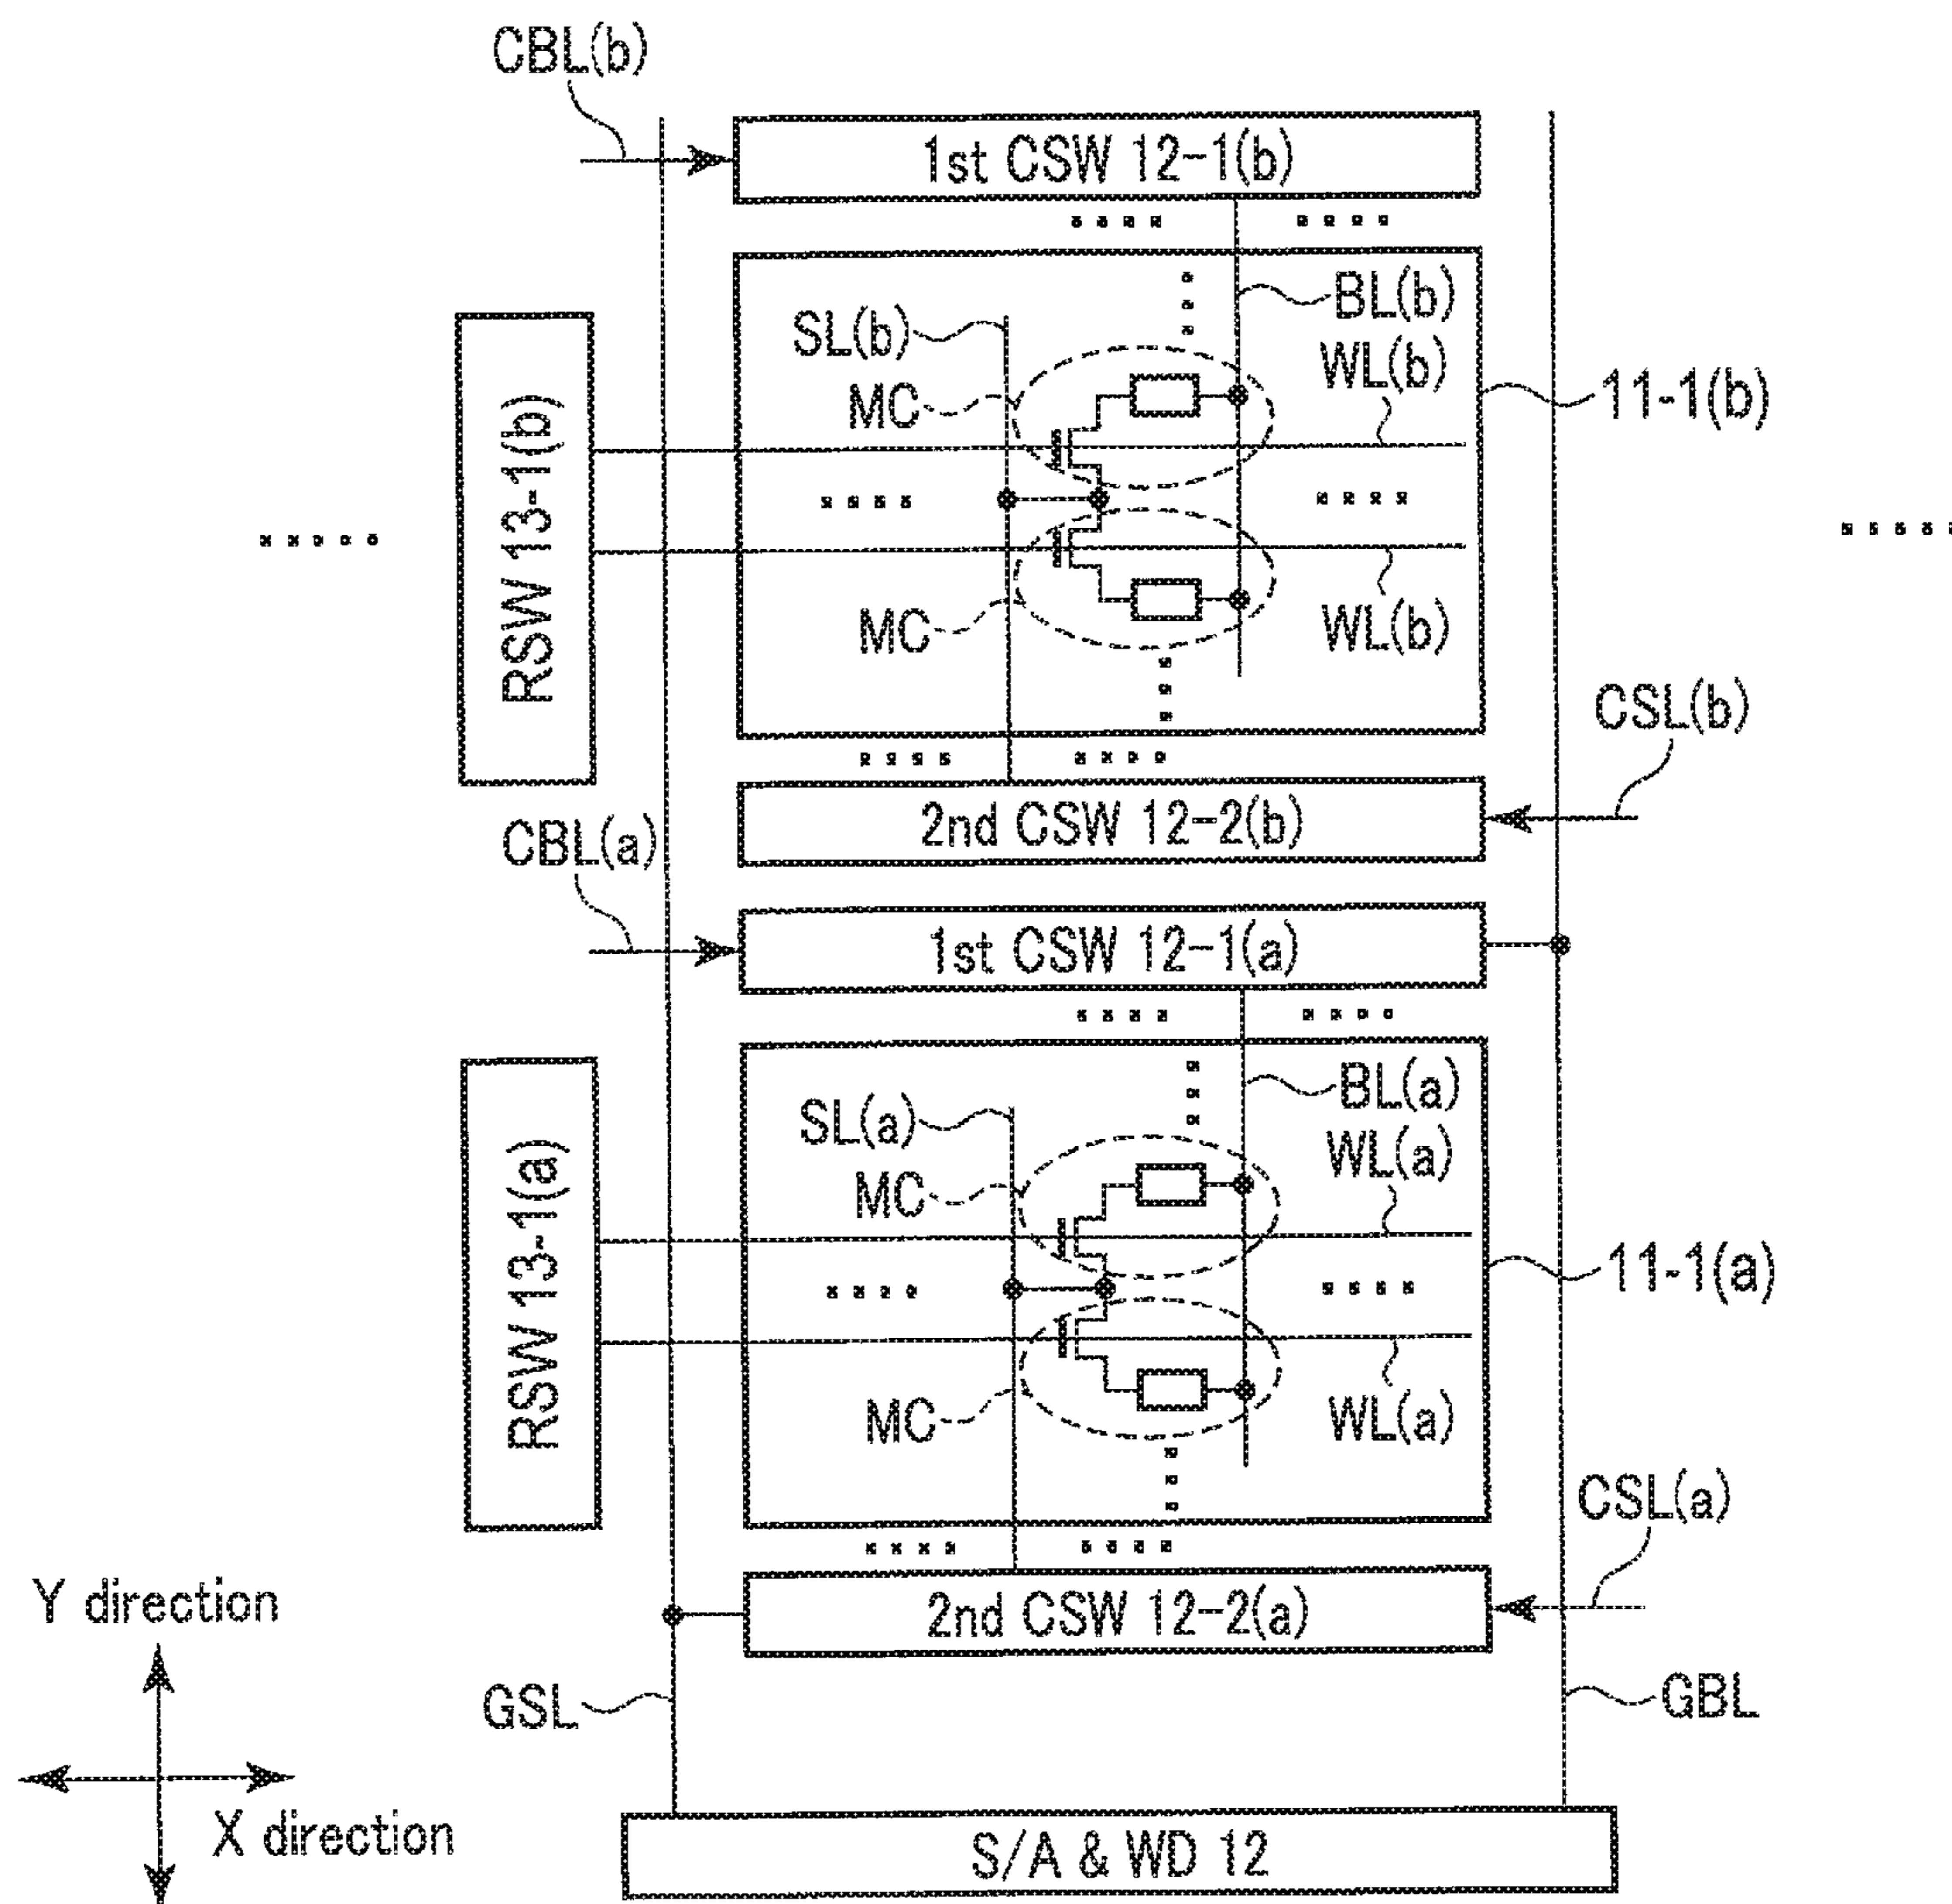 CBL(b)
1st CSW 12-1(b)
BL(b)
SL(b)
WL(b)
MC
11-1(b)
RSW 13-1(b)
MC
WL(b)
CSL(b)
2nd CSW 12-2(b)
CBL(a)
1st CSW 12-1(a)
BL(a)
SL(a)
WL(a)
MC
11-1(a)
RSW 13-1(a)
MC
WL(a)
CSL(a)
2nd CSW 12-2(a)
Y direction
GSL
GBL
X direction
S/A & WD 12